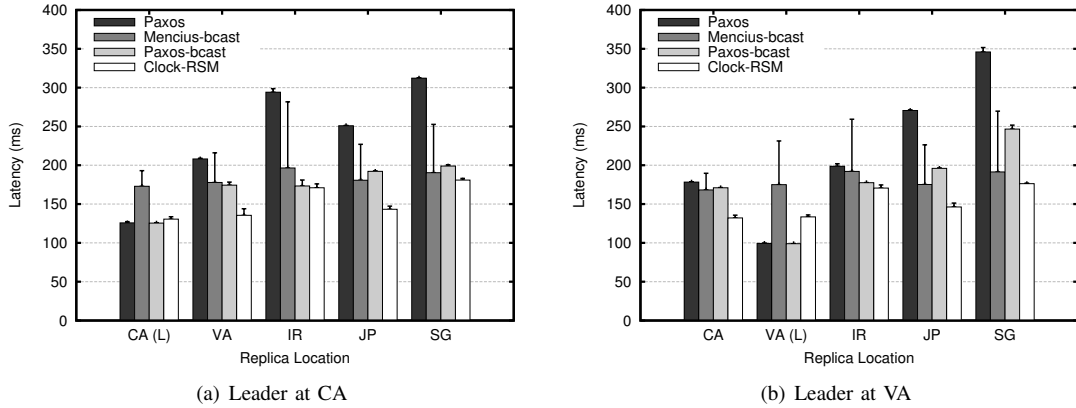 400
350
300
250
200
150
100
50
0
Latency (ms)
Paxos
Mencius-bcast
Paxos-bcast
Clock-RSM
CA (L) VA IR JP SG
Replica Location
(a) Leader at CA
400
350
300
250
200
150
100
50
0
Latency (ms)
Paxos
Mencius-bcast
Paxos-bcast
Clock-RSM
CA VA (L) IR JP SG
Replica Location
(b) Leader at VA